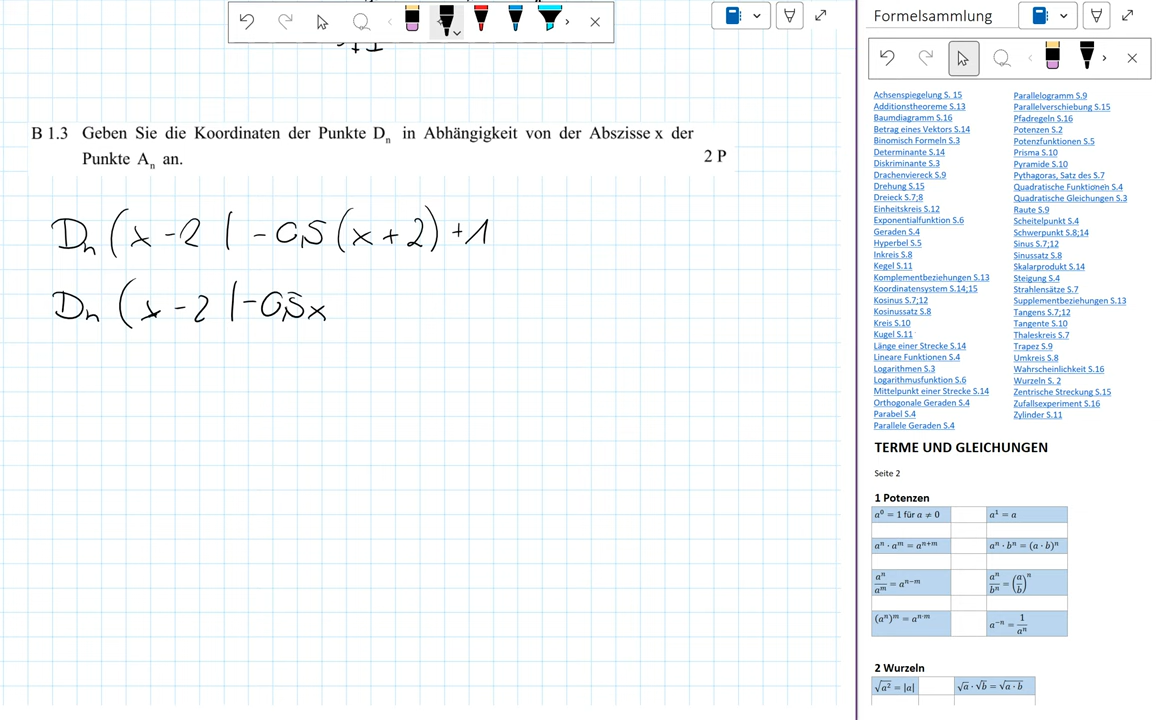 Formelsammlung
B 1.3 Geben Sie die Koordinaten der Punkte Dn in Abhängigkeit von der Abszisse x der
Punkte An an.
2 P
Dn (x - 2 | - 0,5 (x + 2) + 1
Dn (x - 2 | - 0,5x
Achsenspiegelung S. 15
Additionstheoreme S.13
Baumdiagramm S.16
Betrag eines Vektors S.14
Binomisch Formeln S.3
Determinante S.14
Diskriminante S.3
Drachenviereck S.9
Drehung S.15
Dreieck S.7;8
Einheitskreis S.12
Exponentialfunktion S.6
Geraden S.4
Hyperbel S.5
Inkreis S.8
Kegel S.11
Komplementbeziehungen S.13
Koordinatensystem S.14;15
Kosinus S.7;12
Kosinussatz S.8
Kreis S.10
Kugel S.11
Länge einer Strecke S.14
Lineare Funktionen S.4
Logarithmen S.3
Logarithmusfunktion S.6
Mittelpunkt einer Strecke S.14
Orthogonale Geraden S.4
Parabel S.4
Parallele Geraden S.4
Parallelogramm S.9
Parallelverschiebung S.15
Pfadregeln S.16
Potenzen S.2
Potenzfunktionen S.5
Prisma S.10
Pyramide S.10
Pythagoras, Satz des S.7
Quadratische Funktionen S.4
Quadratische Gleichungen S.3
Raute S.9
Scheitelpunkt S.4
Schwerpunkt S.8;14
Sinus S.7;12
Sinussatz S.8
Skalarprodukt S.14
Steigung S.4
Strahlensätze S.7
Supplementbeziehungen S.13
Tangens S.7;12
Tangente S.10
Thaleskreis S.7
Trapez S.9
Umkreis S.8
Wahrscheinlichkeit S.16
Wurzeln S. 2
Zentrische Streckung S.15
Zufallsexperiment S.16
Zylinder S.11
TERME UND GLEICHUNGEN
Seite 2
1 Potenzen
a⁰ = 1 für a ≠ 0 a¹ = a
aⁿ · aᵐ = aⁿ⁺ᵐ aⁿ · bⁿ = (a · b)ⁿ
aⁿ/aᵐ = aⁿ⁻ᵐ aⁿ/bⁿ = (a/b)ⁿ
(aⁿ)ᵐ = aⁿ·ᵐ a⁻ⁿ = 1/aⁿ
2 Wurzeln
√a² = |a| √a · √b = √a · b